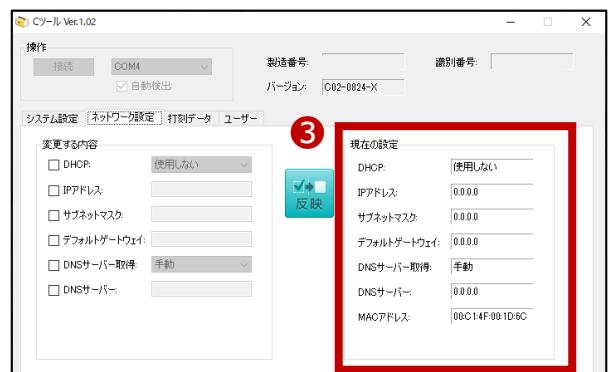 Cツール Ver.1.02
操作
接続 COM4
自動検出
製造番号:
識別番号:
バージョン: C02-0824-X
システム設定 ネットワーク設定 打刻データ ユーザー
3
変更する内容
DHCP: 使用しない
IPアドレス:
サブネットマスク:
デフォルトゲートウェイ:
DNSサーバー取得: 手動
DNSサーバー:
反映
現在の設定
DHCP: 使用しない
IPアドレス: 0.0.0.0
サブネットマスク: 0.0.0.0
デフォルトゲートウェイ: 0.0.0.0
DNSサーバー取得: 手動
DNSサーバー: 0.0.0.0
MACアドレス: 00:C1:4F:00:1D:6C